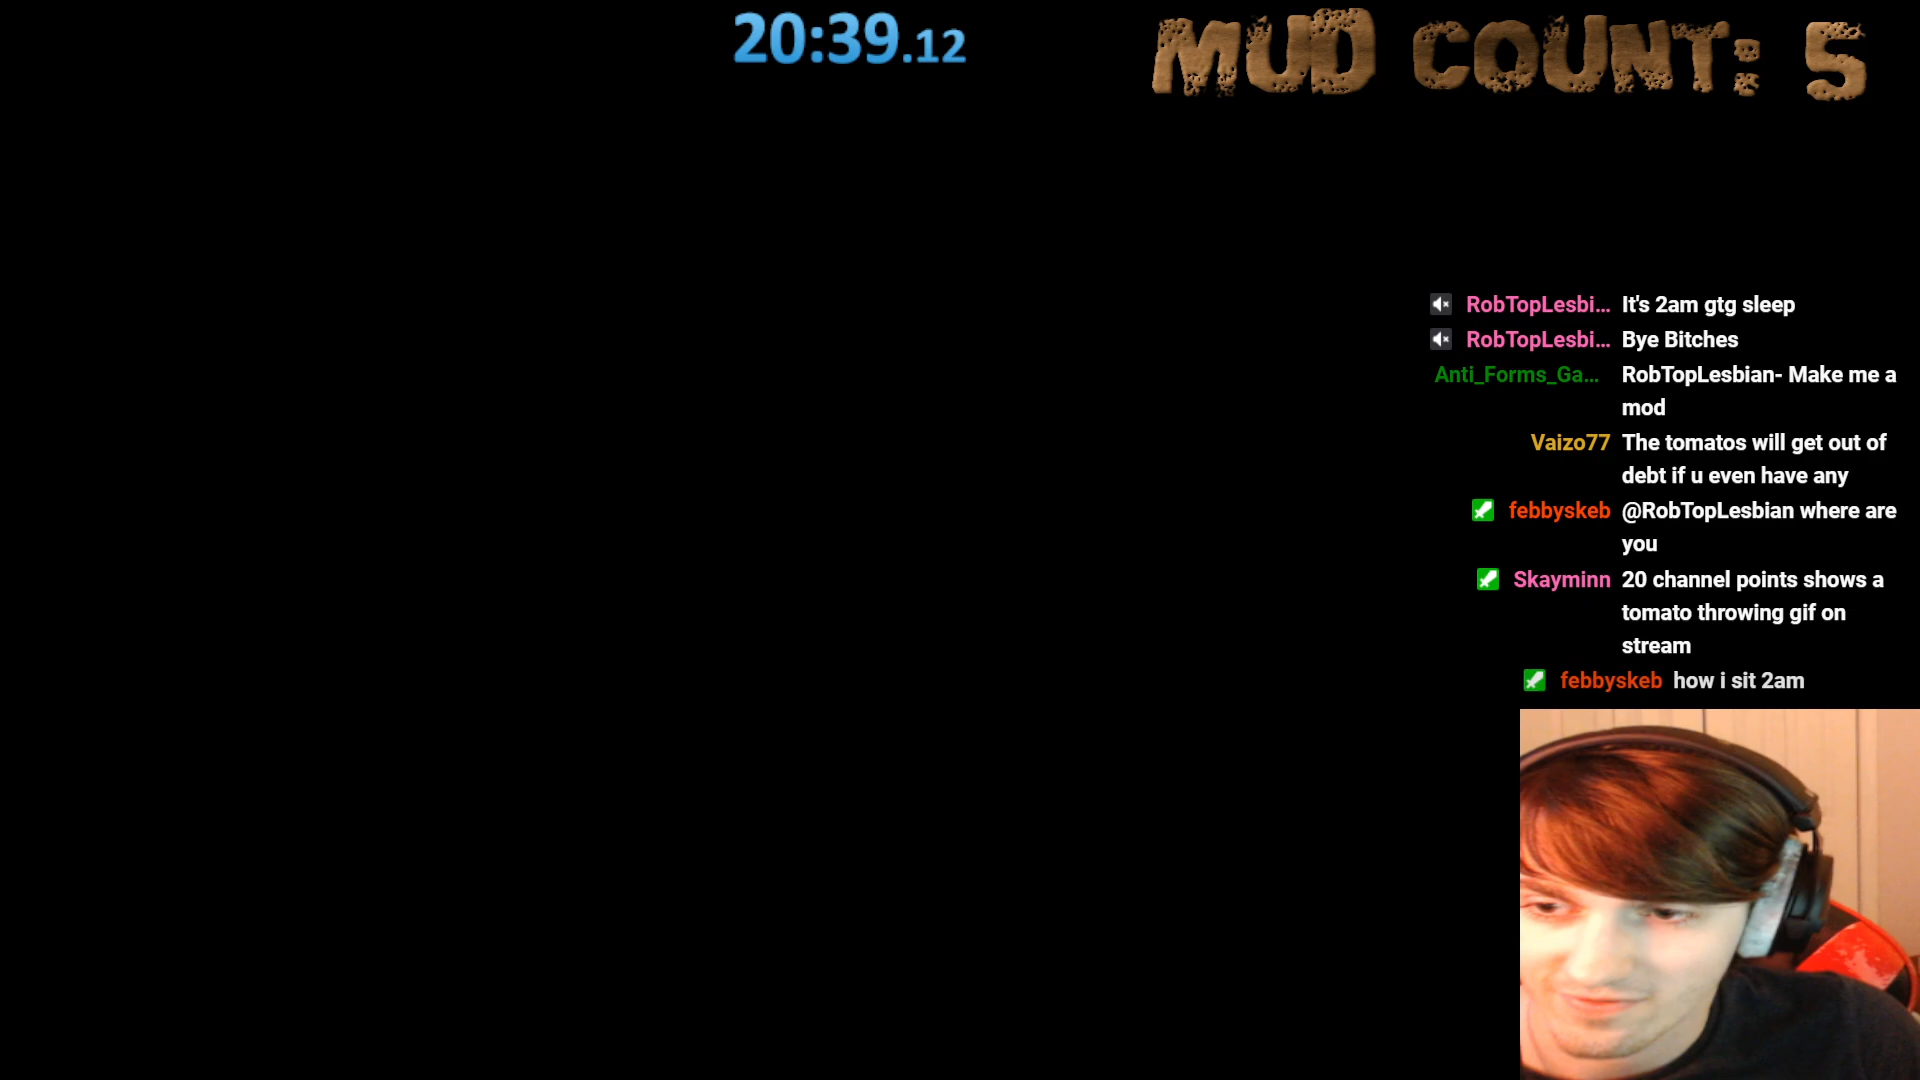 20:39.12
MUD COUNT: 5
RobTopLesbi... It's 2am gtg sleep
RobTopLesbi... Bye Bitches
Anti_Forms_Ga... RobTopLesbian- Make me a
mod
Vaizo77 The tomatos will get out of
debt if u even have any
febbyskeb @RobTopLesbian where are
you
Skayminn 20 channel points shows a
tomato throwing gif on
stream
febbyskeb how i sit 2am